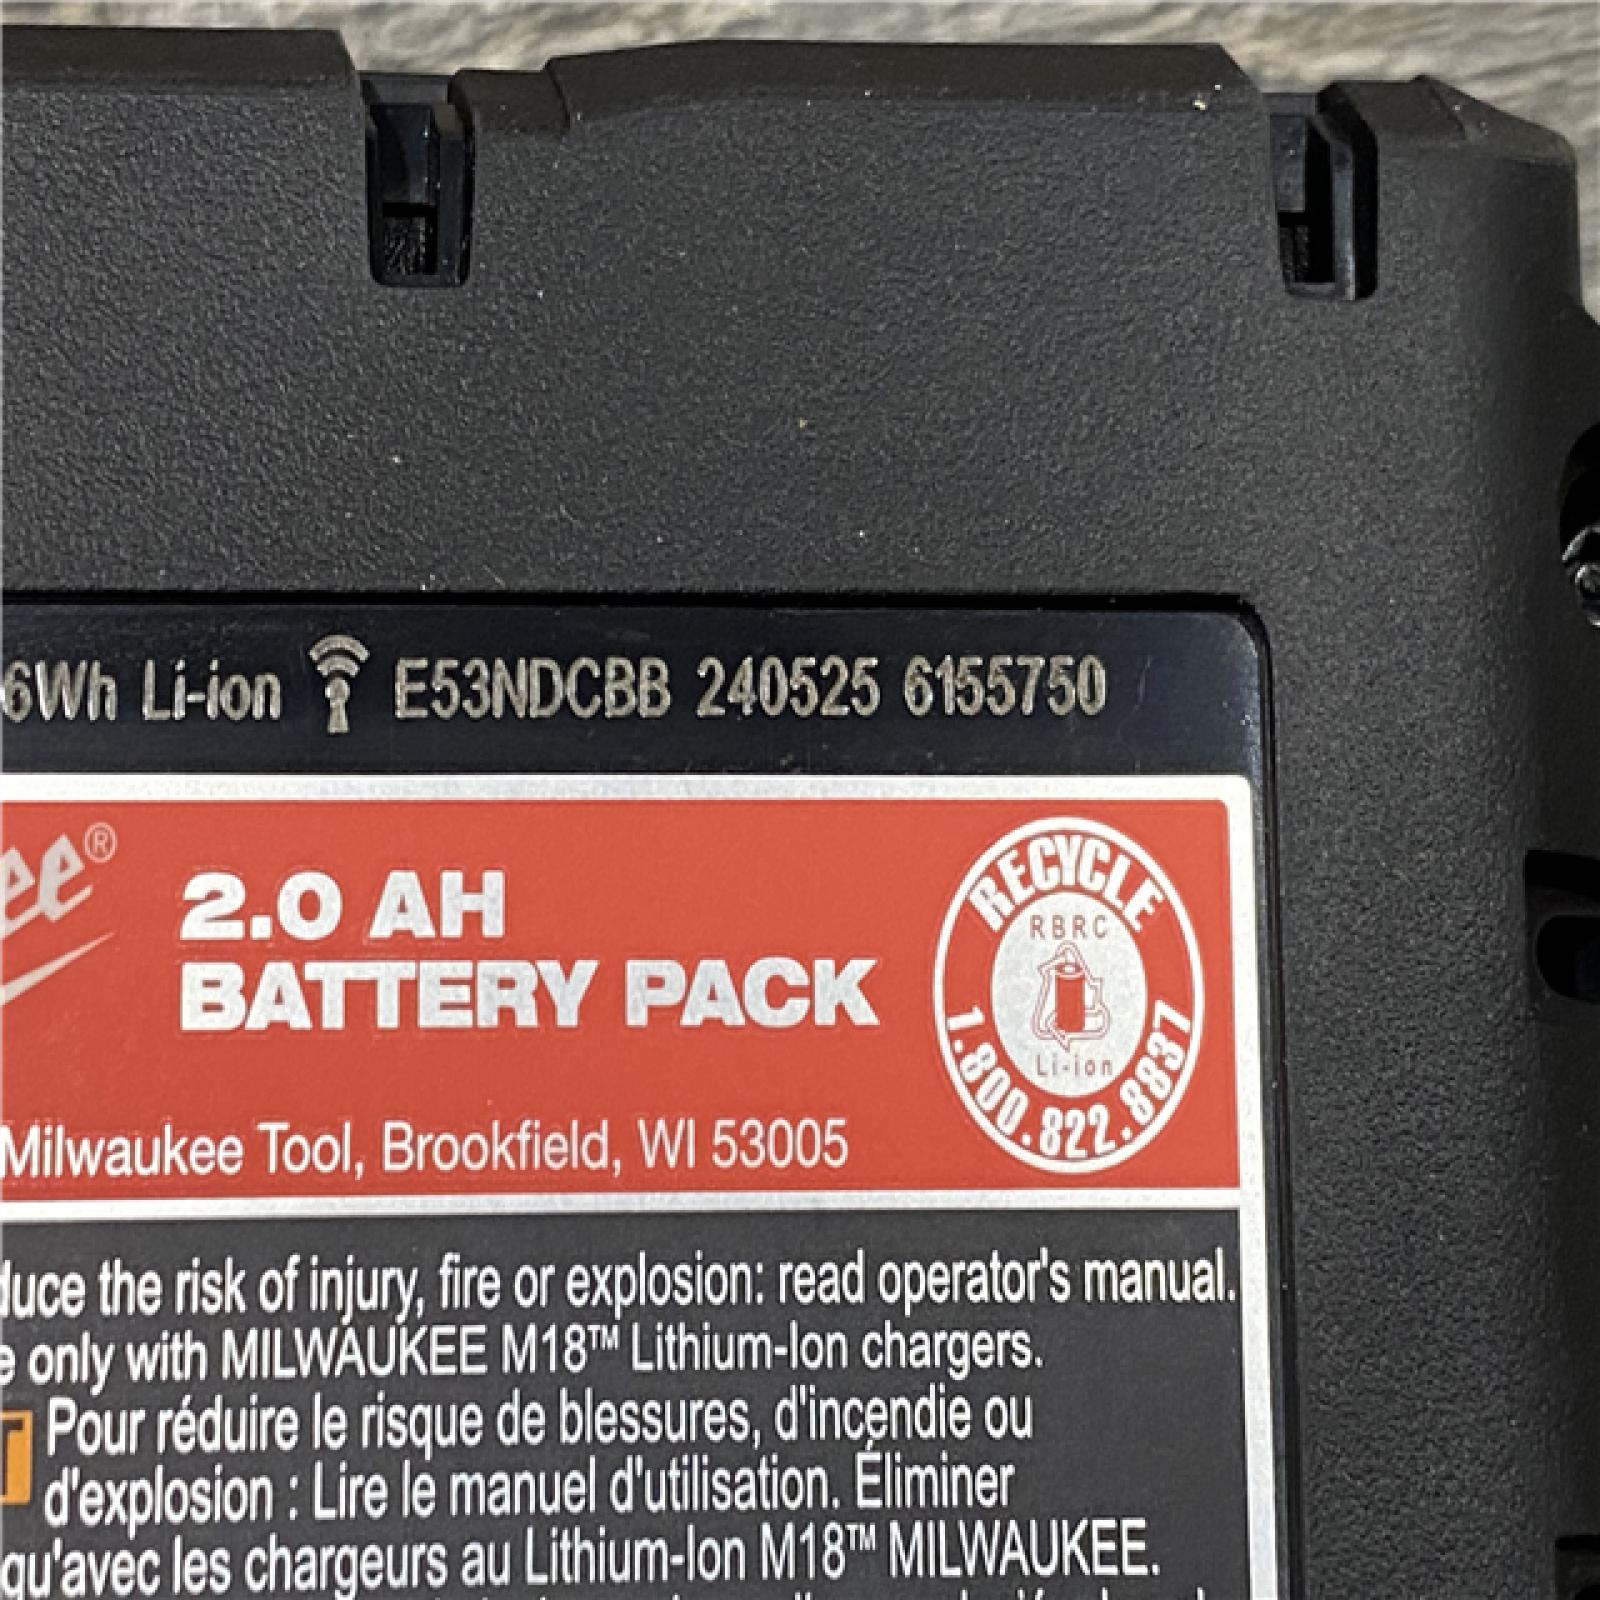 6Wh Li-ion E53NDCBB 240525 6155750
ee®
2.0 AH
BATTERY PACK
RECYCLE
RBRC
Li-ion
1.800.822.8837
Milwaukee Tool, Brookfield, WI 53005
duce the risk of injury, fire or explosion: read operator's manual.
e only with MILWAUKEE M18™ Lithium-Ion chargers.
T Pour réduire le risque de blessures, d'incendie ou
d'explosion : Lire le manuel d'utilisation. Éliminer
qu'avec les chargeurs au Lithium-Ion M18™ MILWAUKEE.